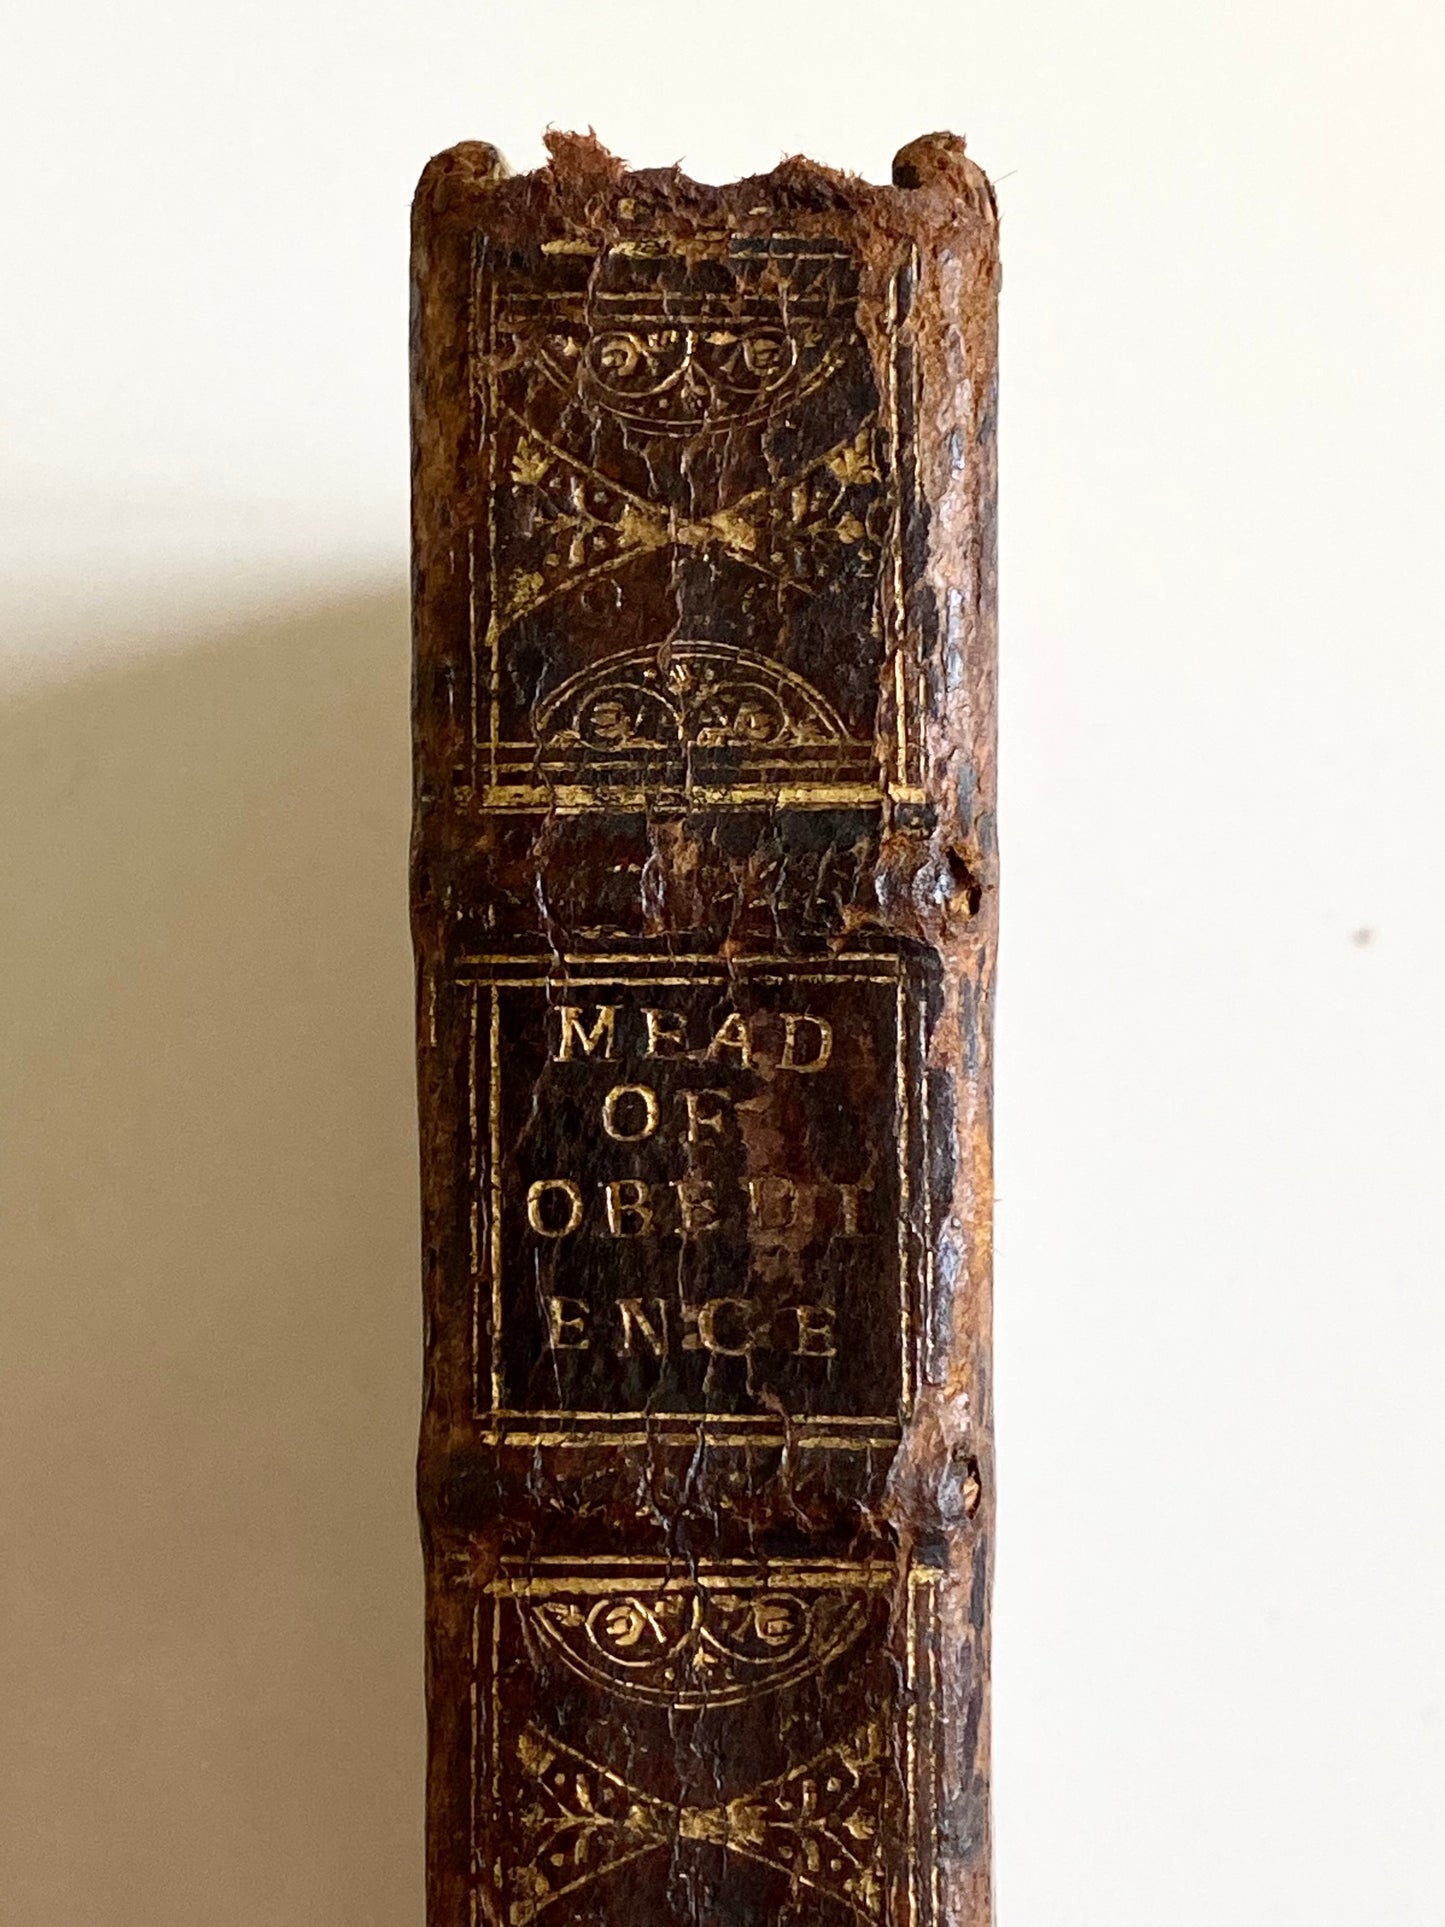 MEAD
OF
OBEDI
ENCE